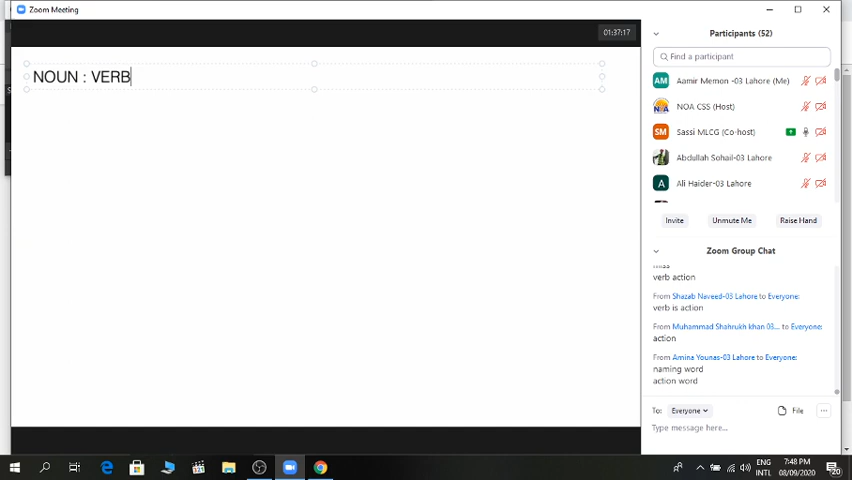 Zoom Meeting
01:37:17
NOUN : VERB
Participants (52)
Find a participant
AM Aamir Memon -03 Lahore (Me)
NOA CSS (Host)
SM Sassi MLCG (Co-host)
Abdullah Sohail-03 Lahore
A Ali Haider-03 Lahore
Invite
Unmute Me
Raise Hand
Zoom Group Chat
miss
verb action
From Shazab Naveed-03 Lahore to Everyone:
verb is action
From Muhammad Shahrukh khan 03... to Everyone:
action
From Amina Younas-03 Lahore to Everyone:
naming word
action word
To: Everyone
File
Type message here...
ENG
INTL
7:48 PM
08/09/2020
20